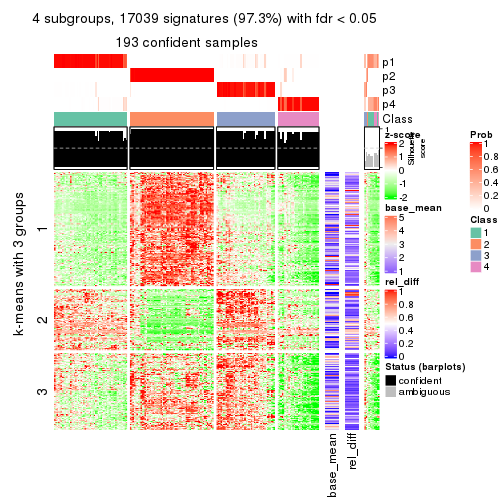 4 subgroups, 17039 signatures (97.3%) with fdr < 0.05
193 confident samples
p1
p2
p3
p4
Class
1
Silhouette
score
k-means with 3 groups
1
2
3
base_mean
rel_diff
z-score
2
1
0
-1
-2
base_mean
5
4
3
2
1
rel_diff
1
0.8
0.6
0.4
0.2
0
Status (barplots)
confident
ambiguous
Prob
1
0.8
0.6
0.4
0.2
0
Class
1
2
3
4